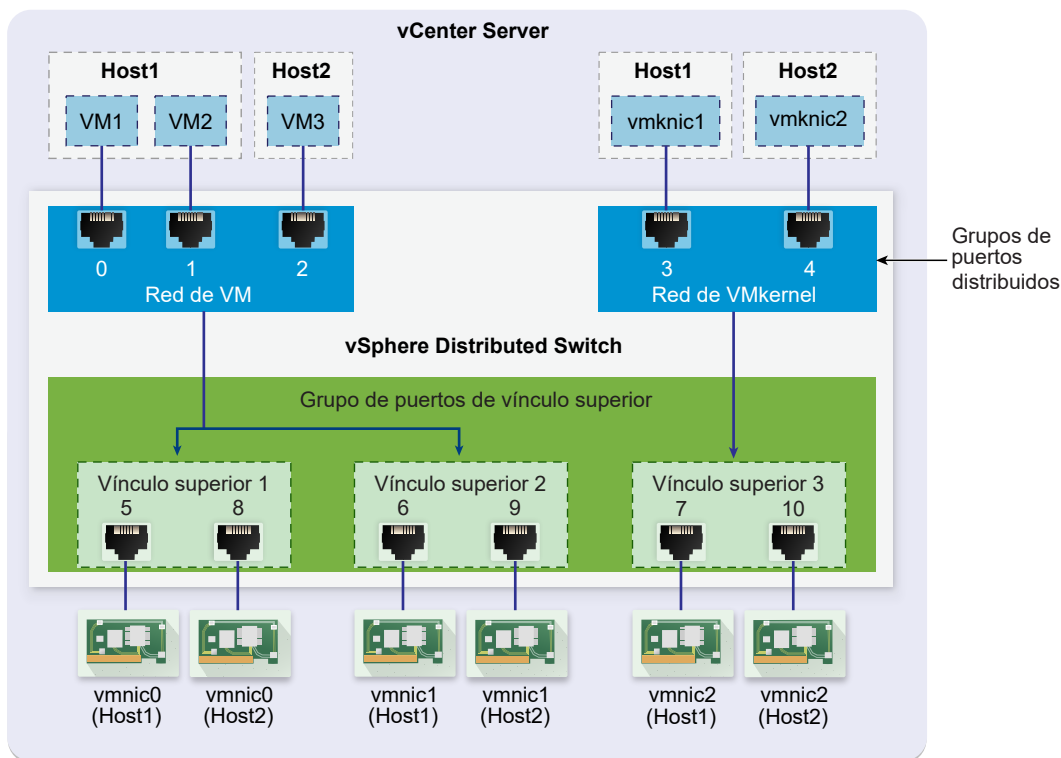 vCenter Server
Host1
Host2
Host1
Host2
VM1
VM2
VM3
vmknic1
vmknic2
0
1
2
3
4
Red de VM
Red de VMkernel
Grupos de
puertos
distribuidos
vSphere Distributed Switch
Grupo de puertos de vínculo superior
Vínculo superior 1
5
8
Vínculo superior 2
6
9
Vínculo superior 3
7
10
vmnic0
(Host1)
vmnic0
(Host2)
vmnic1
(Host1)
vmnic1
(Host2)
vmnic2
(Host1)
vmnic2
(Host2)